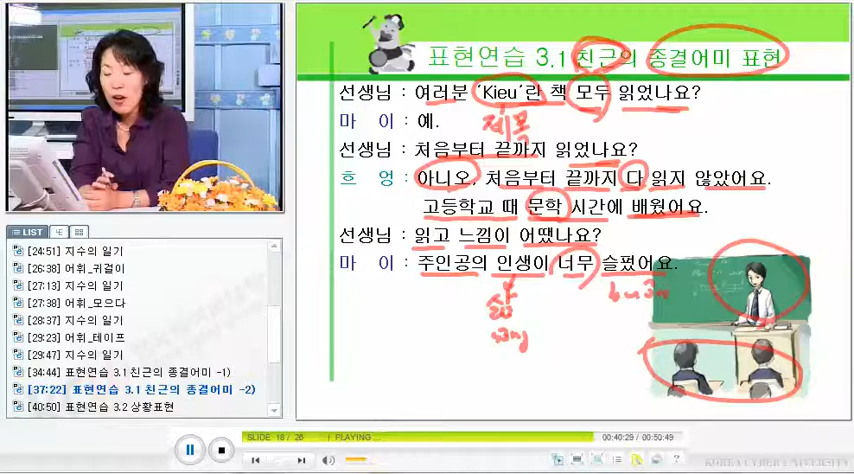 표현연습 3.1 친근의 종결어미 표현
선생님 : 여러분 ‘Kieu’란 책 모두 읽었나요?
제목
마 이 : 예.
선생님 : 처음부터 끝까지 읽었나요?
흐 엉 : 아니오, 처음부터 끝까지 다 읽지 않았어요.
고등학교 때 문학 시간에 배웠어요.
선생님 : 읽고 느낌이 어땠나요?
마 이 : 주인공의 인생이 너무 슬펐어요.
삶
LIST
[24:51] 지수의 일기
[26:38] 어휘_귀걸이
[27:13] 지수의 일기
[27:38] 어휘_모으다
[28:37] 지수의 일기
[29:23] 어휘_테이프
[29:47] 지수의 일기
[34:44] 표현연습 3.1 친근의 종결어미 -1)
[37:22] 표현연습 3.1 친근의 종결어미 -2)
[40:50] 표현연습 3.2 상황표현
SLIDE 18 / 26 PLAYING...
00:40:29 / 00:50:49
KOREA CYBER UNIVERSITY